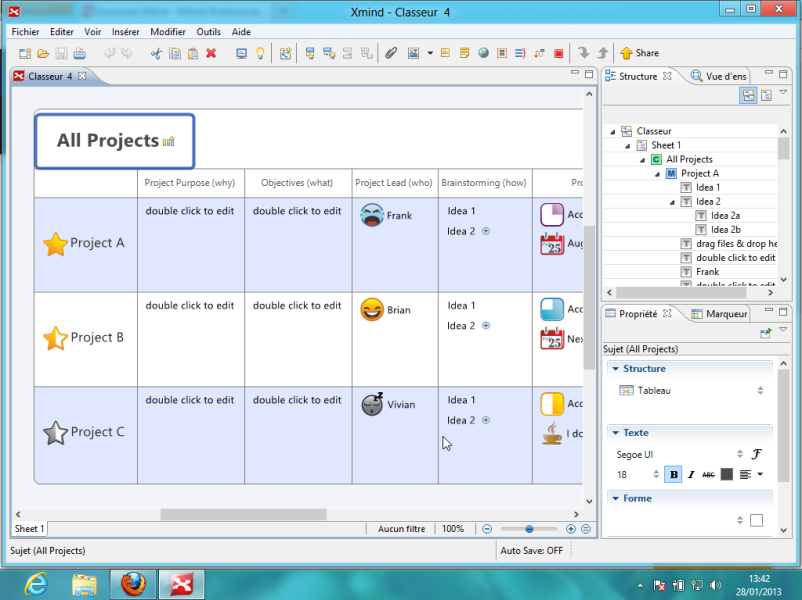 Xmind - Classeur 4
Fichier Editer Voir Insérer Modifier Outils Aide
Share
Classeur 4
All Projects
Project Purpose (why) Objectives (what) Project Lead (who) Brainstorming (how) Pro
Project A double click to edit double click to edit Frank Idea 1 Acc
Idea 2 Aug
25
Project B double click to edit double click to edit Brian Idea 1 Acc
Idea 2 Nex
25
Project C double click to edit double click to edit Vivian Idea 1 Acc
Idea 2 I do
Sheet 1
Aucun filtre 100%
Sujet (All Projects) Auto Save: OFF
Structure Vue d'ens
Classeur
Sheet 1
C All Projects
M Project A
T Idea 1
T Idea 2
T Idea 2a
T Idea 2b
T drag files & drop he
T double click to edit
T Frank
double click to edit
Propriété Marqueur
Sujet (All Projects)
Structure
Tableau
Texte
Segoe UI F
18 B I ABC
Forme
13:42
28/01/2013